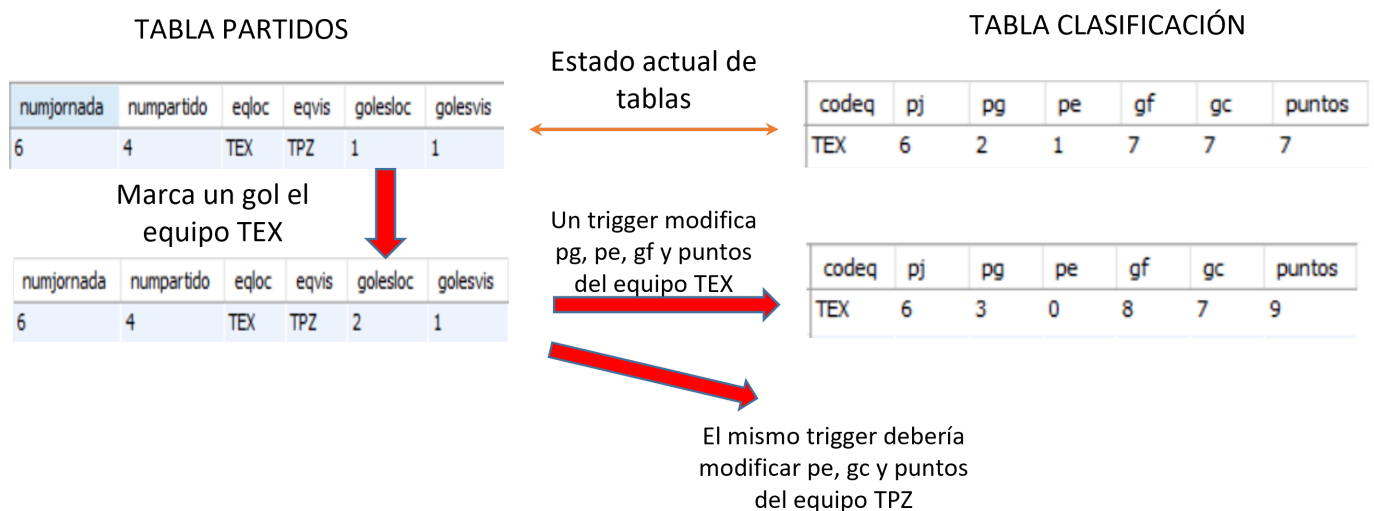 TABLA PARTIDOS
TABLA CLASIFICACIÓN
Estado actual de
tablas
numjornada numpartido eqloc eqvis golesloc golesvis
6 4 TEX TPZ 1 1
codeq pj pg pe gf gc puntos
TEX 6 2 1 7 7 7
Marca un gol el
equipo TEX
Un trigger modifica
pg, pe, gf y puntos
del equipo TEX
numjornada numpartido eqloc eqvis golesloc golesvis
6 4 TEX TPZ 2 1
codeq pj pg pe gf gc puntos
TEX 6 3 0 8 7 9
El mismo trigger debería
modificar pe, gc y puntos
del equipo TPZ